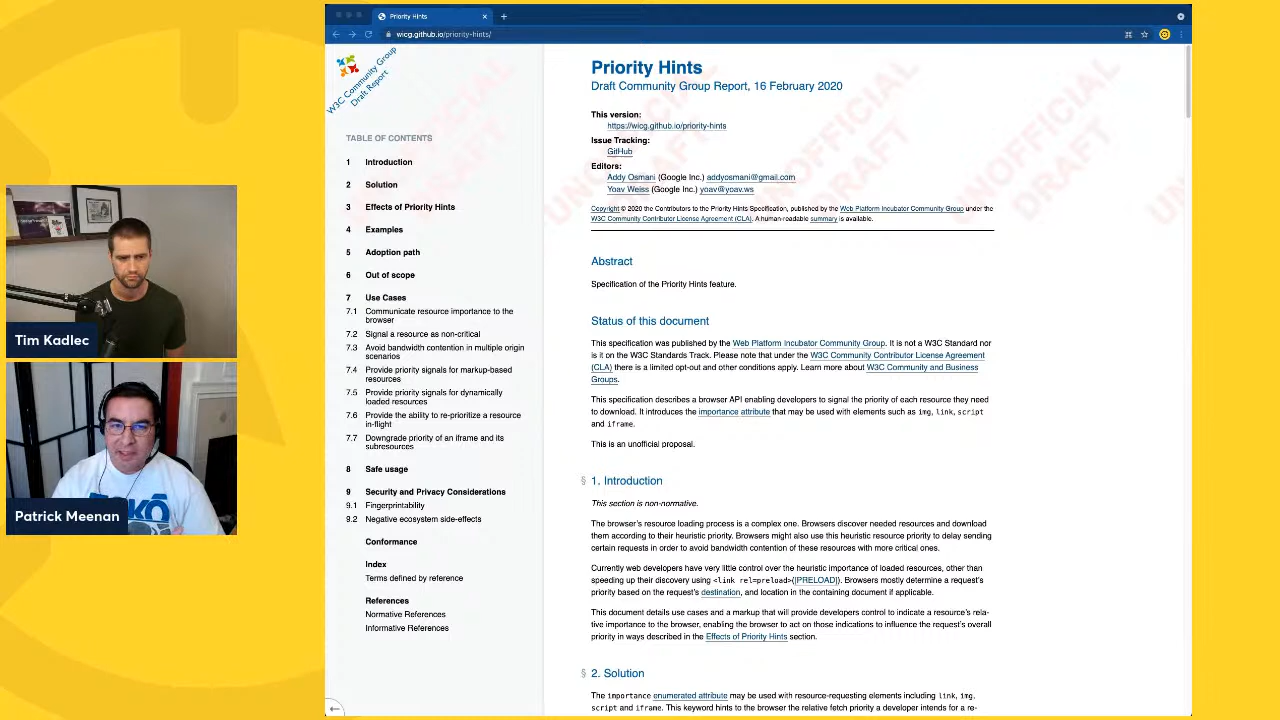 Priority Hints
wicg.github.io/priority-hints/
W3C Community Group
Draft Report
TABLE OF CONTENTS
1 Introduction
2 Solution
3 Effects of Priority Hints
4 Examples
5 Adoption path
6 Out of scope
7 Use Cases
7.1 Communicate resource importance to the
browser
7.2 Signal a resource as non-critical
7.3 Avoid bandwidth contention in multiple origin
scenarios
7.4 Provide priority signals for markup-based
resources
7.5 Provide priority signals for dynamically
loaded resources
7.6 Provide the ability to re-prioritize a resource
in-flight
7.7 Downgrade priority of an iframe and its
subresources
8 Safe usage
9 Security and Privacy Considerations
9.1 Fingerprintability
9.2 Negative ecosystem side-effects
Conformance
Index
Terms defined by reference
References
Normative References
Informative References
Priority Hints
Draft Community Group Report, 16 February 2020
This version:
https://wicg.github.io/priority-hints
Issue Tracking:
GitHub
Editors:
Addy Osmani (Google Inc.) addyosmani@gmail.com
Yoav Weiss (Google Inc.) yoav@yoav.ws
Copyright © 2020 the Contributors to the Priority Hints Specification, published by the Web Platform Incubator Community Group under the
W3C Community Contributor License Agreement (CLA). A human-readable summary is available.
Abstract
Specification of the Priority Hints feature.
Status of this document
This specification was published by the Web Platform Incubator Community Group. It is not a W3C Standard nor
is it on the W3C Standards Track. Please note that under the W3C Community Contributor License Agreement
(CLA) there is a limited opt-out and other conditions apply. Learn more about W3C Community and Business
Groups.
This specification describes a browser API enabling developers to signal the priority of each resource they need
to download. It introduces the importance attribute that may be used with elements such as img, link, script
and iframe.
This is an unofficial proposal.
§ 1. Introduction
This section is non-normative.
The browser's resource loading process is a complex one. Browsers discover needed resources and download
them according to their heuristic priority. Browsers might also use this heuristic resource priority to delay sending
certain requests in order to avoid bandwidth contention of these resources with more critical ones.
Currently web developers have very little control over the heuristic importance of loaded resources, other than
speeding up their discovery using <link rel=preload>([PRELOAD]). Browsers mostly determine a request's
priority based on the request's destination, and location in the containing document if applicable.
This document details use cases and a markup that will provide developers control to indicate a resource's rela-
tive importance to the browser, enabling the browser to act on those indications to influence the request's overall
priority in ways described in the Effects of Priority Hints section.
§ 2. Solution
The importance enumerated attribute may be used with resource-requesting elements including link, img,
script and iframe. This keyword hints to the browser the relative fetch priority a developer intends for a re-
UNOFFICIAL DRAFT
UNOFFICIAL DRAFT
UNOFFICIAL DRAFT
Tim Kadlec
Patrick Meenan